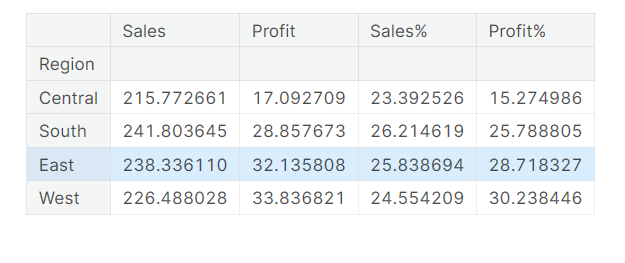 Sales Profit Sales% Profit%
Region
Central 215.772661 17.092709 23.392526 15.274986
South 241.803645 28.857673 26.214619 25.788805
East 238.336110 32.135808 25.838694 28.718327
West 226.488028 33.836821 24.554209 30.238446